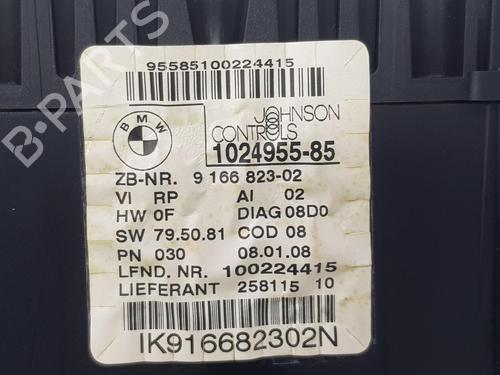 B-PARTS
95585100224415
BMW
JOHNSON
CONTROLS
1024955-85
ZB-NR. 9 166 823-02
VI RP AI 02
HW 0F DIAG 08D0
SW 79.50.81 COD 08
PN 030 08.01.08
LFND. NR. 100224415
LIEFERANT 258115 10
IK916682302N